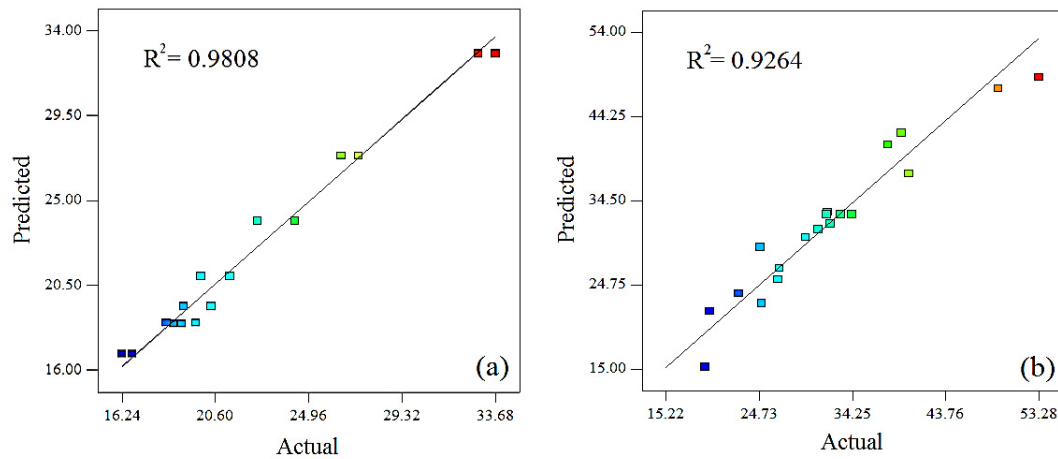 34.00
29.50
25.00
20.50
16.00
Predicted
R²= 0.9808
(a)
16.24 20.60 24.96 29.32 33.68
Actual
54.00
44.25
34.50
24.75
15.00
Predicted
R²= 0.9264
(b)
15.22 24.73 34.25 43.76 53.28
Actual